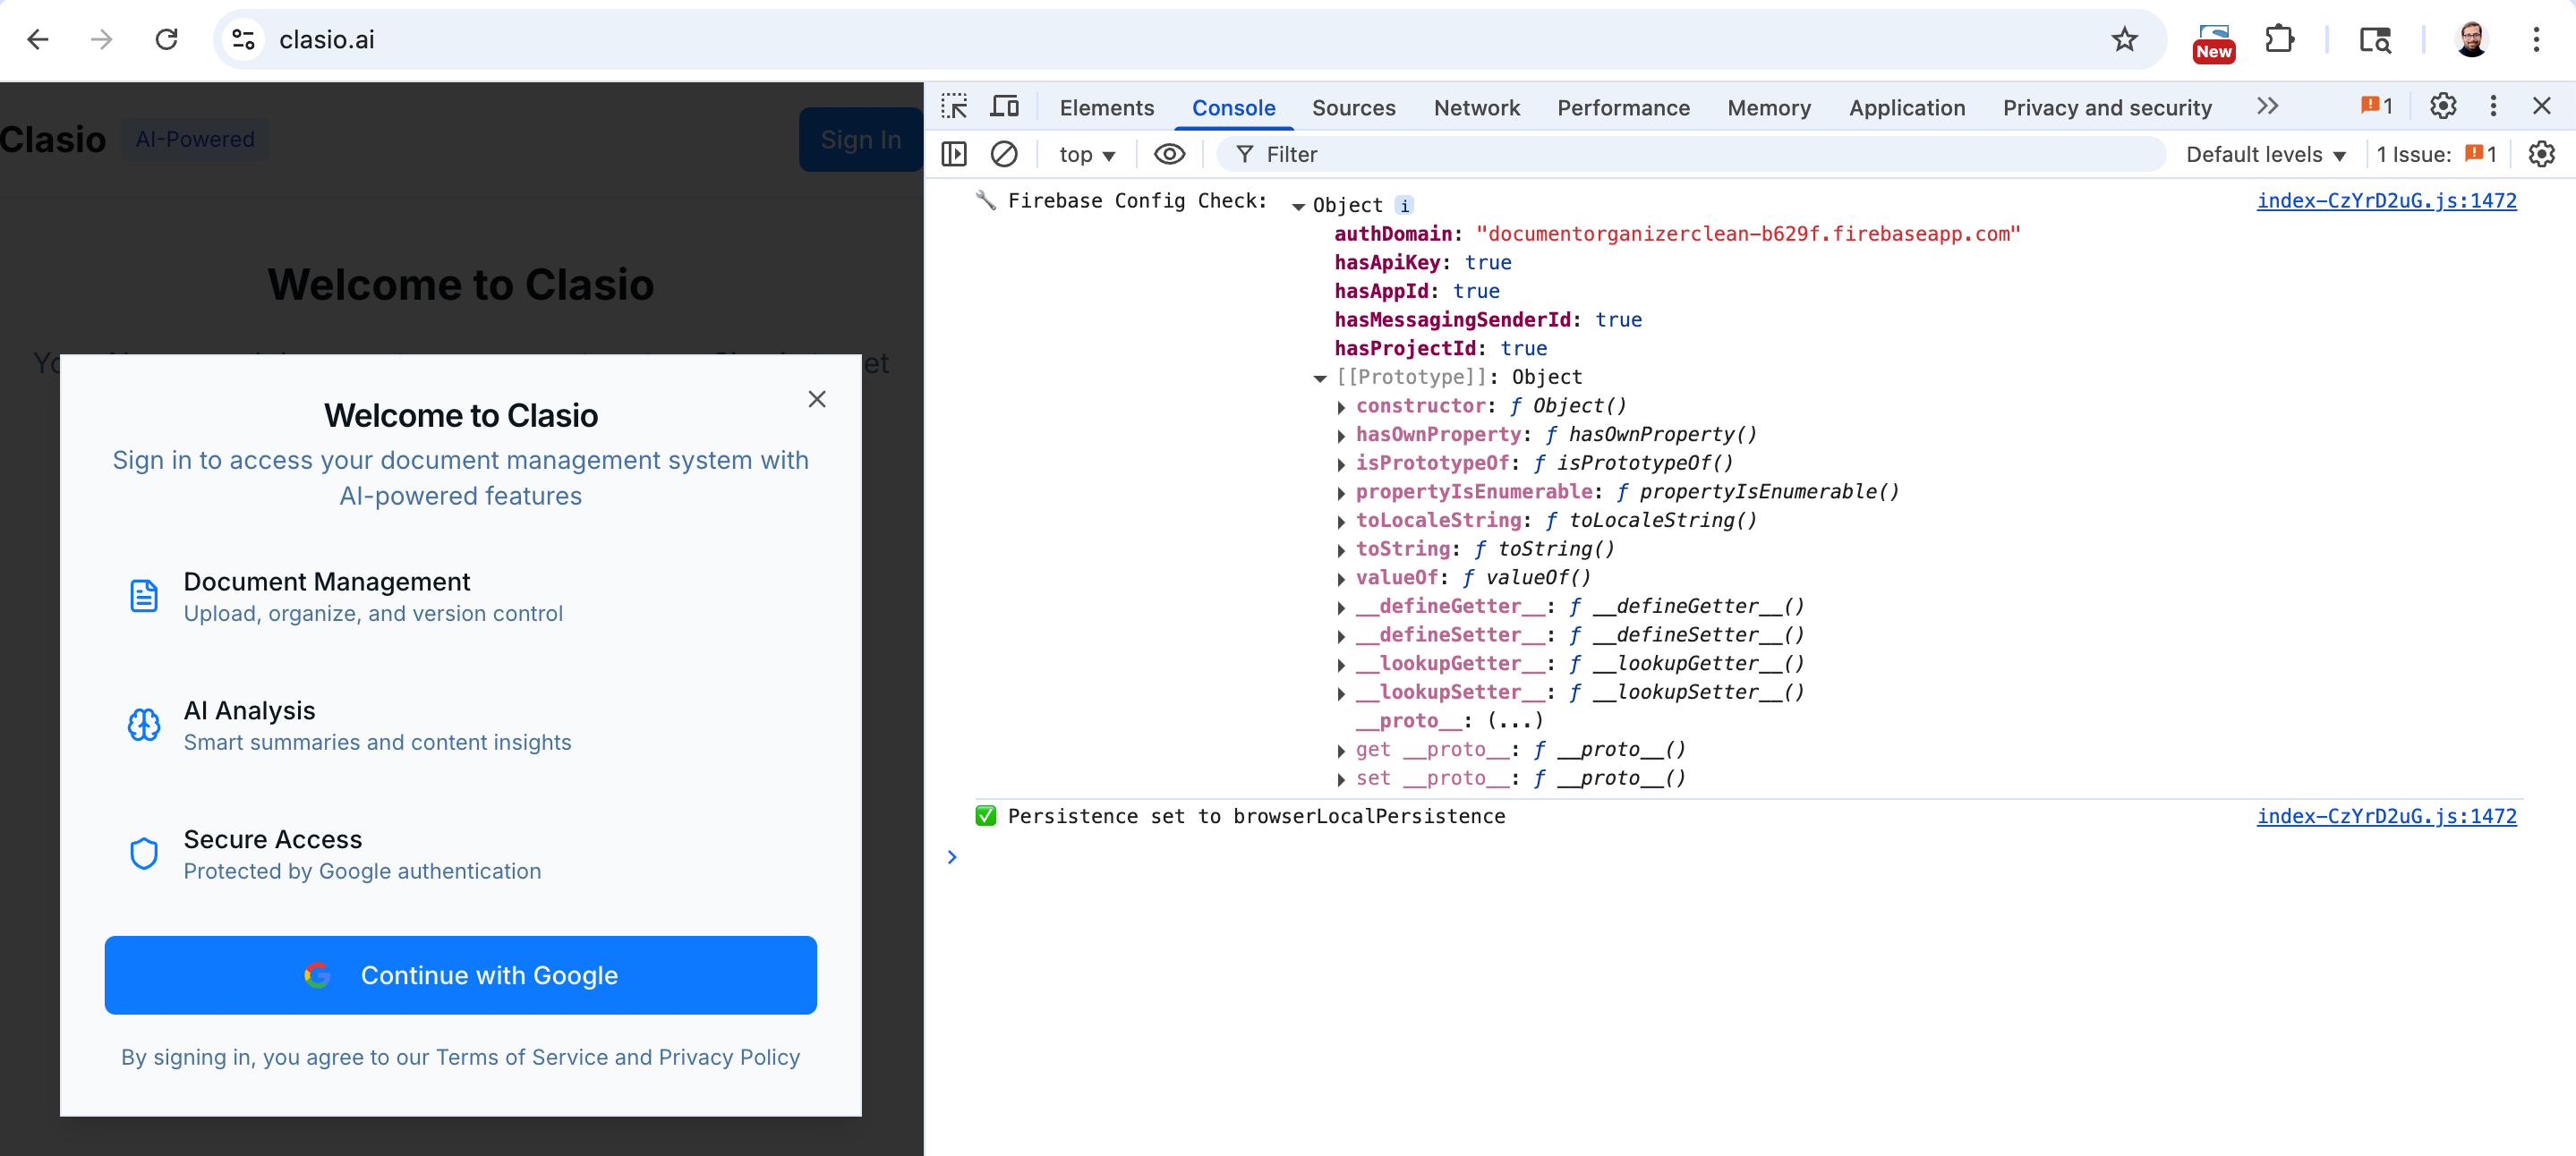 clasio.ai
New
Clasio AI-Powered Sign In
Welcome to Clasio
Welcome to Clasio
Sign in to access your document management system with
AI-powered features
Document Management
Upload, organize, and version control
AI Analysis
Smart summaries and content insights
Secure Access
Protected by Google authentication
Continue with Google
By signing in, you agree to our Terms of Service and Privacy Policy
Elements Console Sources Network Performance Memory Application Privacy and security 1
top Filter Default levels 1 Issue: 1
Firebase Config Check: Object i index-CzYrD2uG.js:1472
authDomain: "documentorganizerclean-b629f.firebaseapp.com"
hasApiKey: true
hasAppId: true
hasMessagingSenderId: true
hasProjectId: true
[[Prototype]]: Object
constructor: ƒ Object()
hasOwnProperty: ƒ hasOwnProperty()
isPrototypeOf: ƒ isPrototypeOf()
propertyIsEnumerable: ƒ propertyIsEnumerable()
toLocaleString: ƒ toLocaleString()
toString: ƒ toString()
valueOf: ƒ valueOf()
__defineGetter__: ƒ __defineGetter__()
__defineSetter__: ƒ __defineSetter__()
__lookupGetter__: ƒ __lookupGetter__()
__lookupSetter__: ƒ __lookupSetter__()
__proto__: (...)
get __proto__: ƒ __proto__()
set __proto__: ƒ __proto__()
Persistence set to browserLocalPersistence index-CzYrD2uG.js:1472